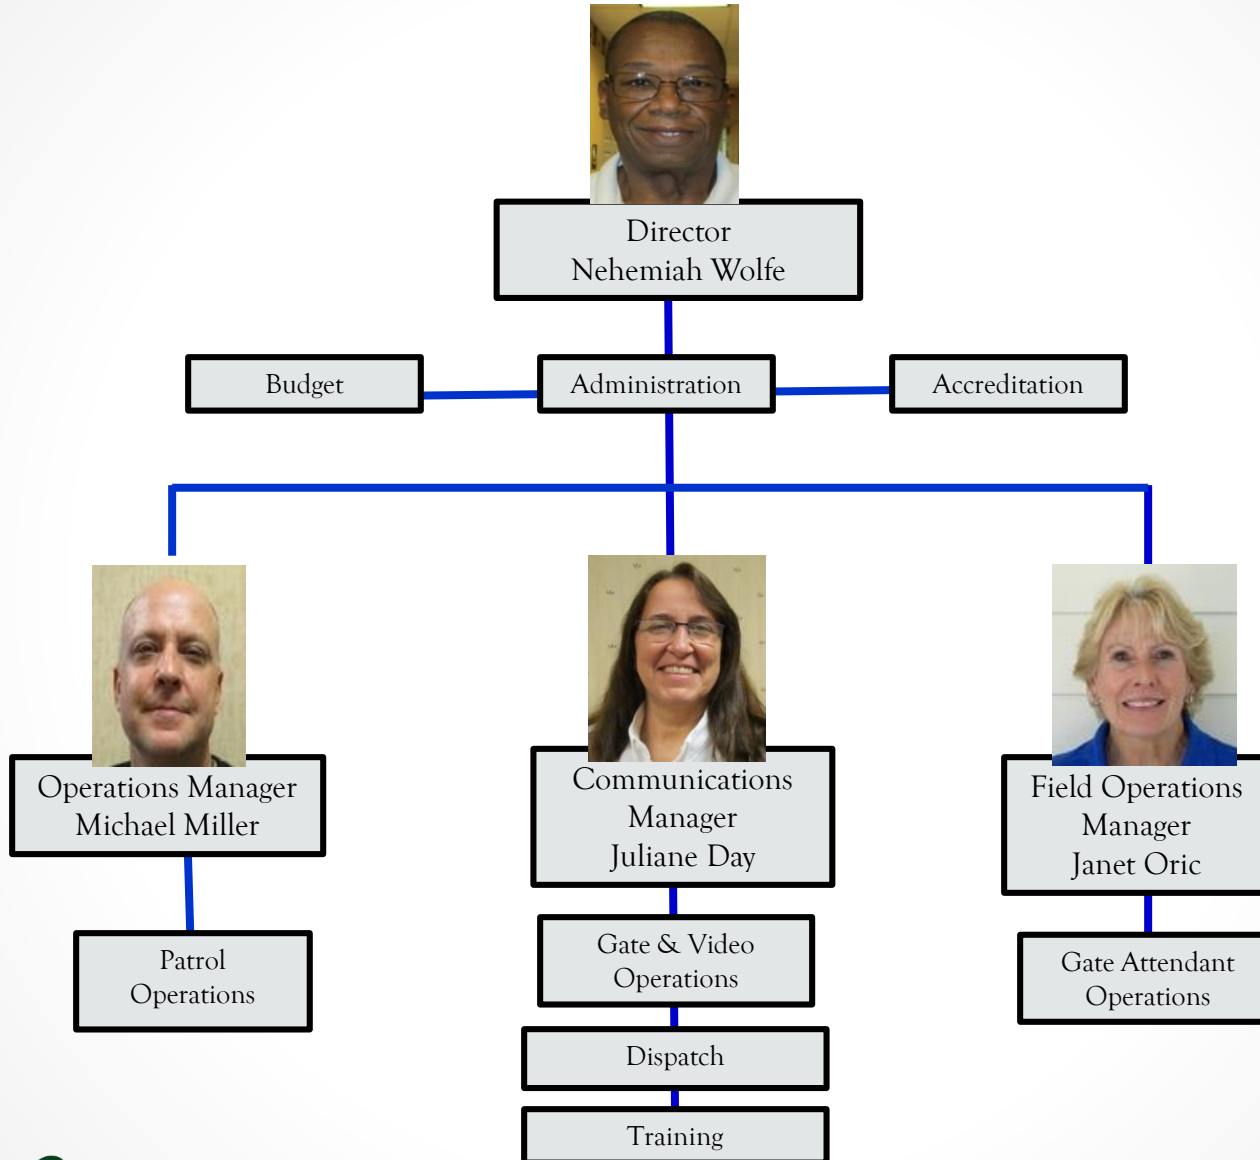 Director
Nehemiah Wolfe
Budget
Administration
Accreditation
Operations Manager
Michael Miller
Communications
Manager
Juliane Day
Field Operations
Manager
Janet Oric
Patrol
Operations
Gate & Video
Operations
Gate Attendant
Operations
Dispatch
Training